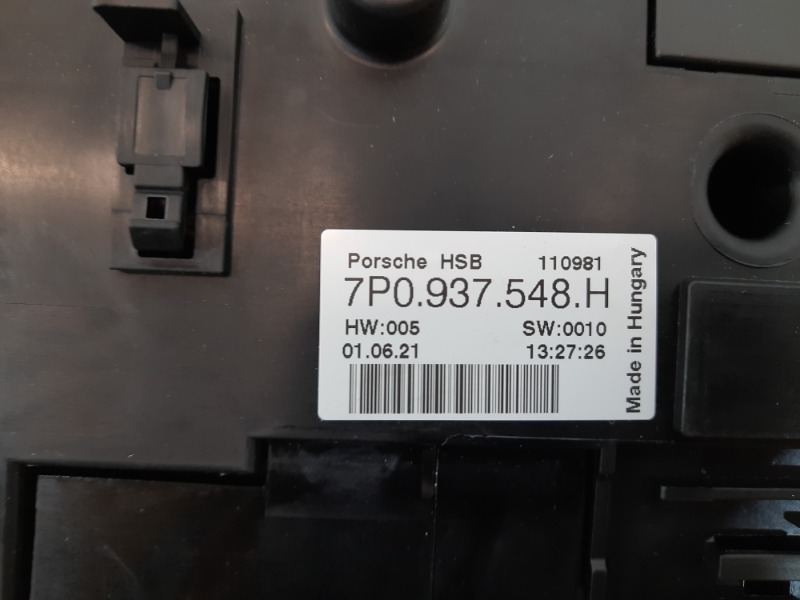 Porsche HSB 110981
7P0.937.548.H
HW:005 SW:0010
01.06.21 13:27:26
Made in Hungary